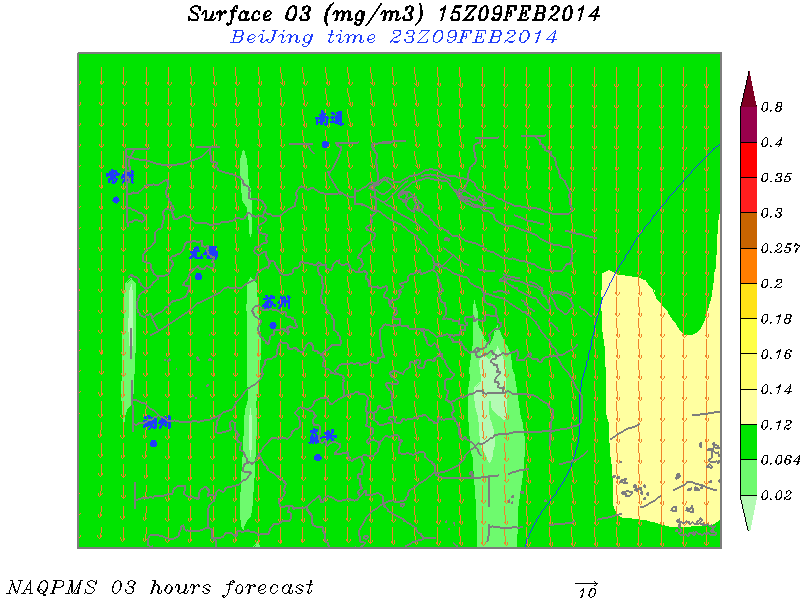 Surface O3 (mg/m3) 15Z09FEB2014
BeiJing time 23Z09FEB2014
南通
常州
无锡
苏州
湖州
嘉兴
0.8
0.4
0.35
0.3
0.257
0.2
0.18
0.16
0.14
0.12
0.064
0.02
NAQPMS 03 hours forecast
10